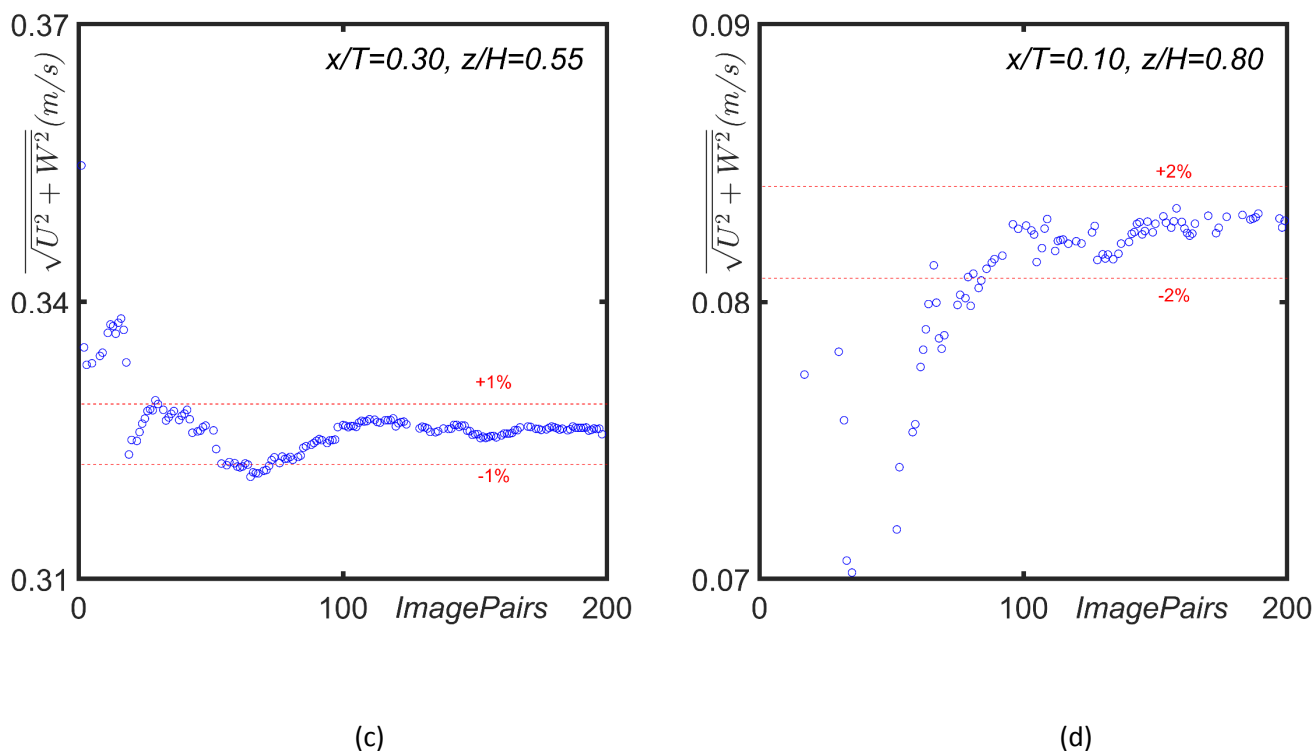 0.37
x/T=0.30, z/H=0.55
√U² + W² (m/s)
0.34
+1%
-1%
0.31
0
100
ImagePairs
200
(c)
0.09
x/T=0.10, z/H=0.80
√U² + W² (m/s)
+2%
0.08
-2%
0.07
0
100
ImagePairs
200
(d)